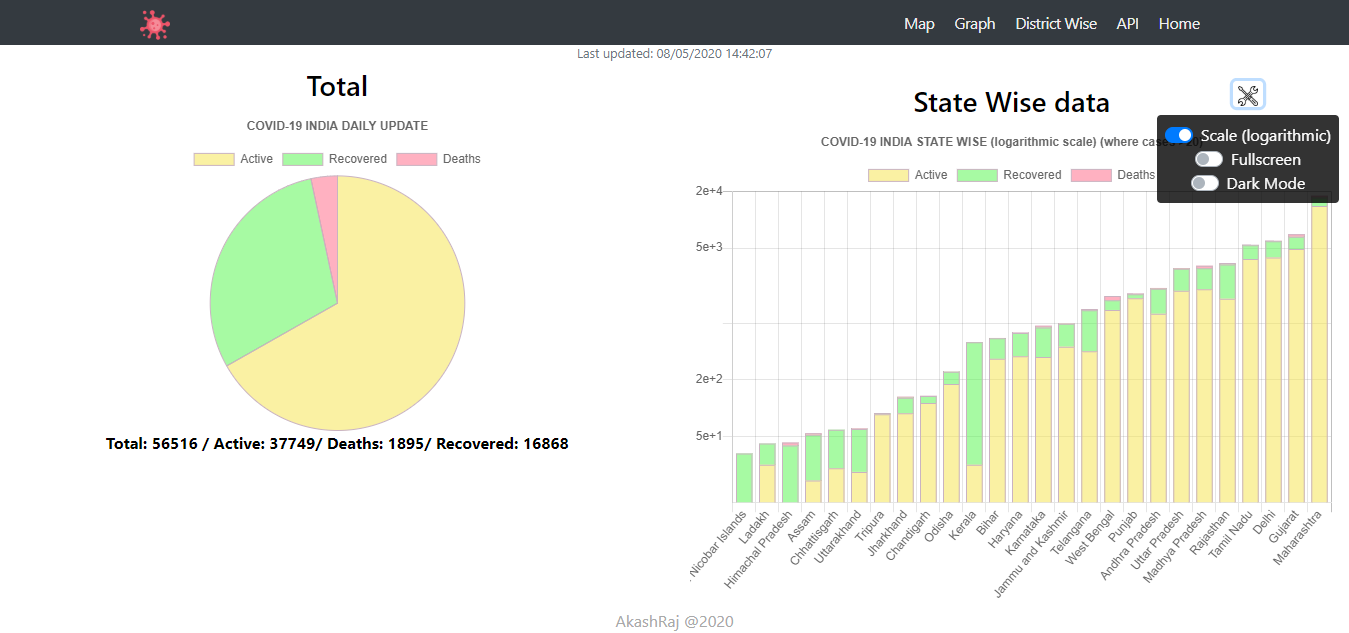 Map Graph District Wise API Home
Last updated: 08/05/2020 14:42:07
Total
COVID-19 INDIA DAILY UPDATE
Active Recovered Deaths
Total: 56516 / Active: 37749/ Deaths: 1895/ Recovered: 16868
State Wise data
Scale (logarithmic)
Fullscreen
Dark Mode
COVID-19 INDIA STATE WISE (logarithmic scale) (where cases
Active Recovered Deaths
2e+4
5e+3
2e+2
5e+1
Nicobar Islands
Ladakh
Himachal Pradesh
Assam
Chhattisgarh
Uttarakhand
Tripura
Jharkhand
Chandigarh
Odisha
Kerala
Bihar
Haryana
Karnataka
Jammu and Kashmir
Telangana
West Bengal
Punjab
Andhra Pradesh
Uttar Pradesh
Madhya Pradesh
Rajasthan
Tamil Nadu
Delhi
Gujarat
Maharashtra
AkashRaj @2020